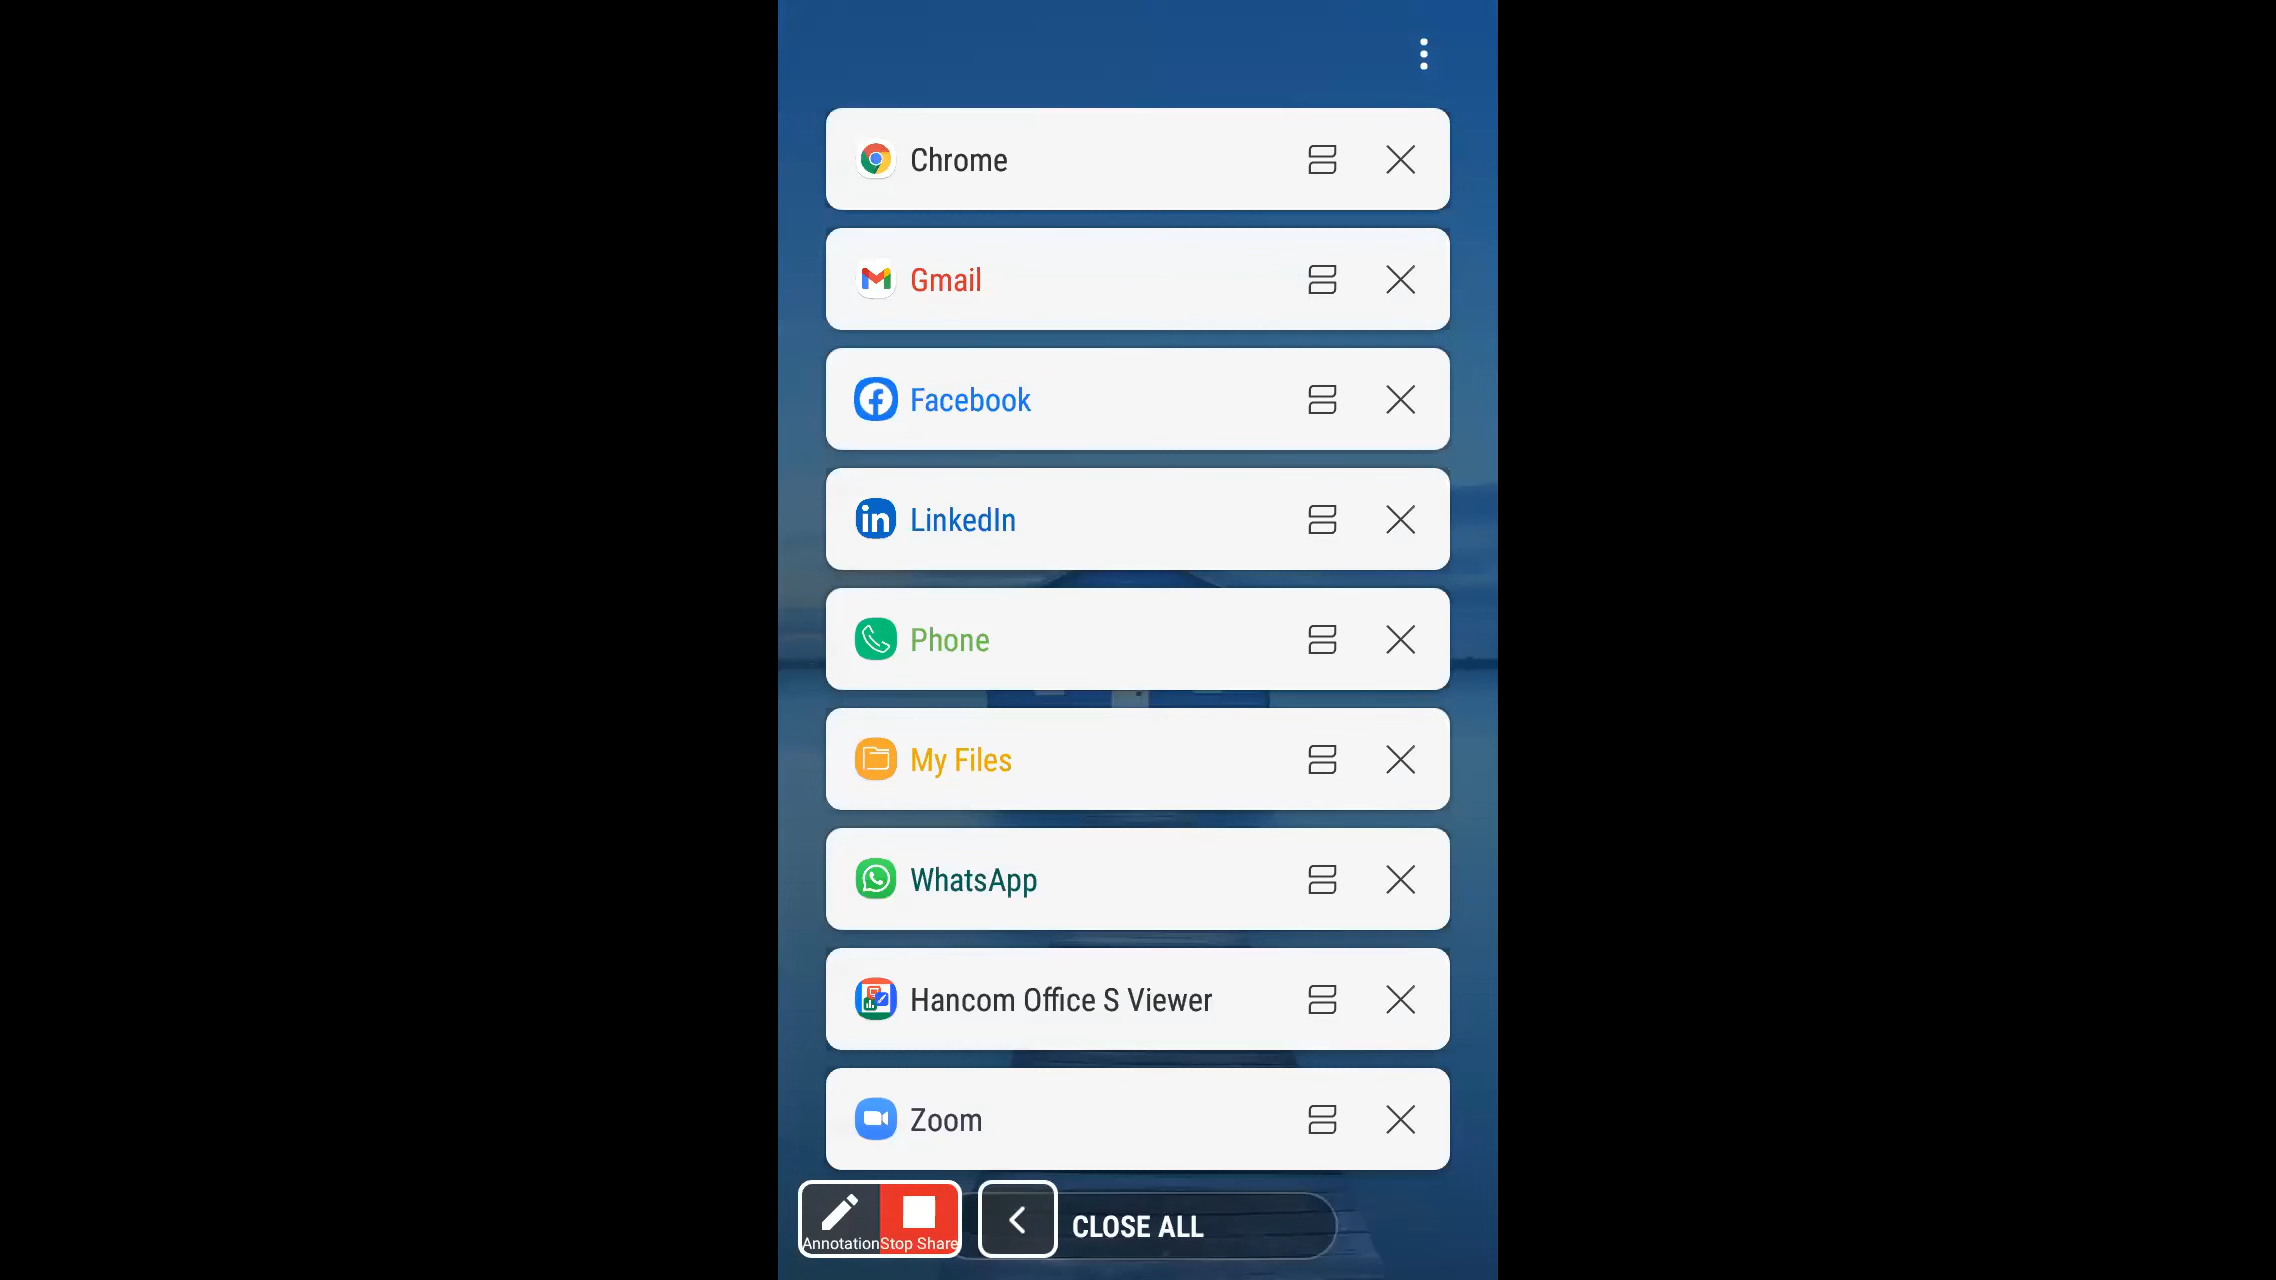 Chrome
Gmail
Facebook
LinkedIn
Phone
My Files
WhatsApp
Hancom Office S Viewer
Zoom
Annotation Stop Share CLOSE ALL